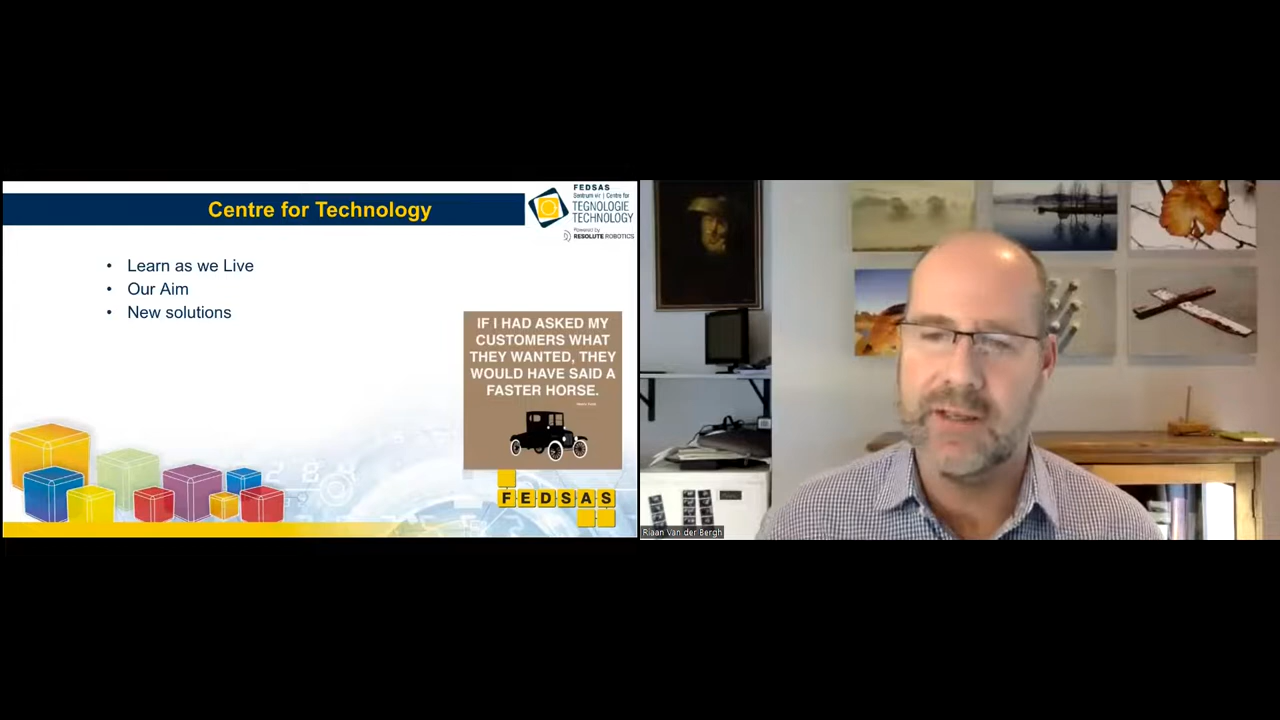 Centre for Technology
FEDSAS
Sentrum vir | Centre for
TEGNOLOGIE
TECHNOLOGY
Powered by
RESOLUTE ROBOTICS
• Learn as we Live
• Our Aim
• New solutions
IF I HAD ASKED MY
CUSTOMERS WHAT
THEY WANTED, THEY
WOULD HAVE SAID A
FASTER HORSE.
FEDSAS
Riaan Van der Bergh